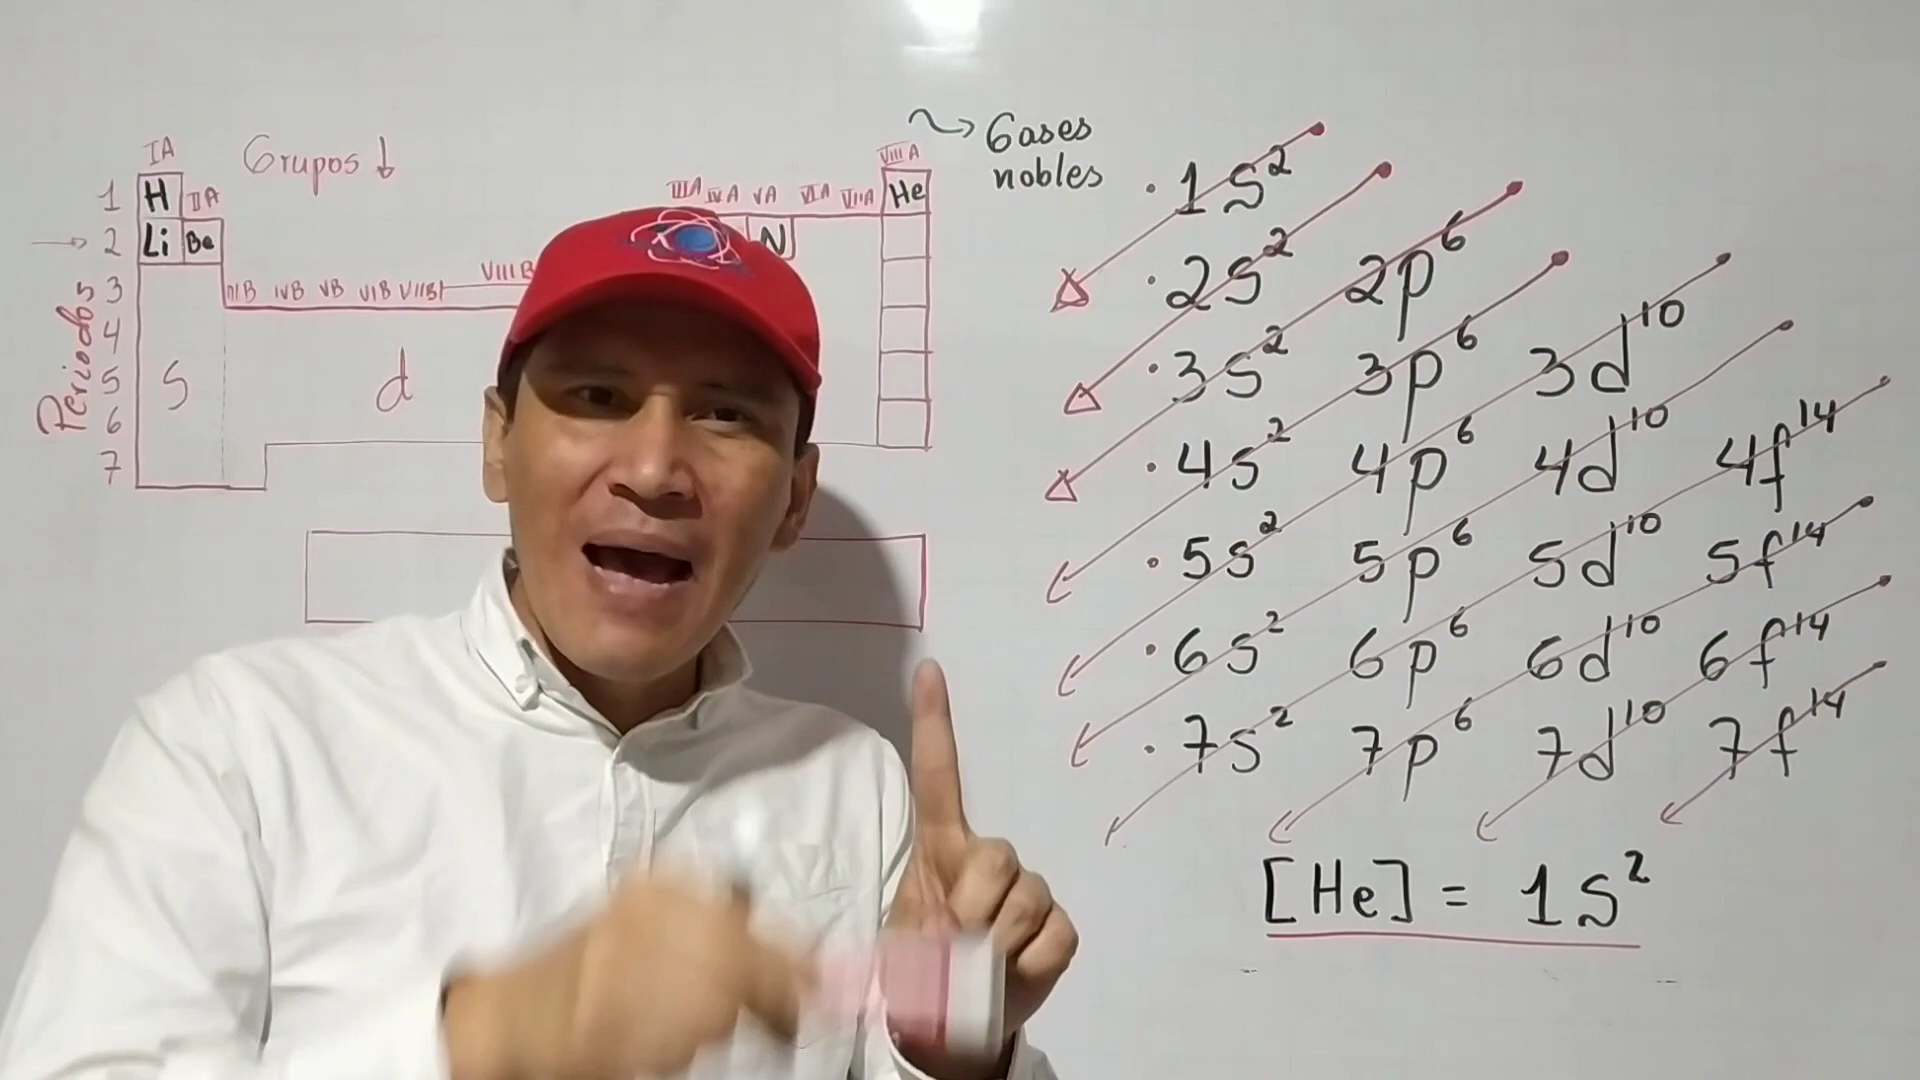 Gases
nobles
IA
Grupos ↓
VIII A
1 H IIA
IIIA IVA VA VIA VIIA He
→ 2 Li Be
N
Periodos
3 IIIB IVB VB VIB VIIB VIIIB
4
5 S d
6
7
· 1s²
· 2s² 2p⁶
· 3s² 3p⁶ 3d¹⁰
· 4s² 4p⁶ 4d¹⁰ 4f¹⁴
· 5s² 5p⁶ 5d¹⁰ 5f¹⁴
· 6s² 6p⁶ 6d¹⁰ 6f¹⁴
· 7s² 7p⁶ 7d¹⁰ 7f¹⁴
[He] = 1s²